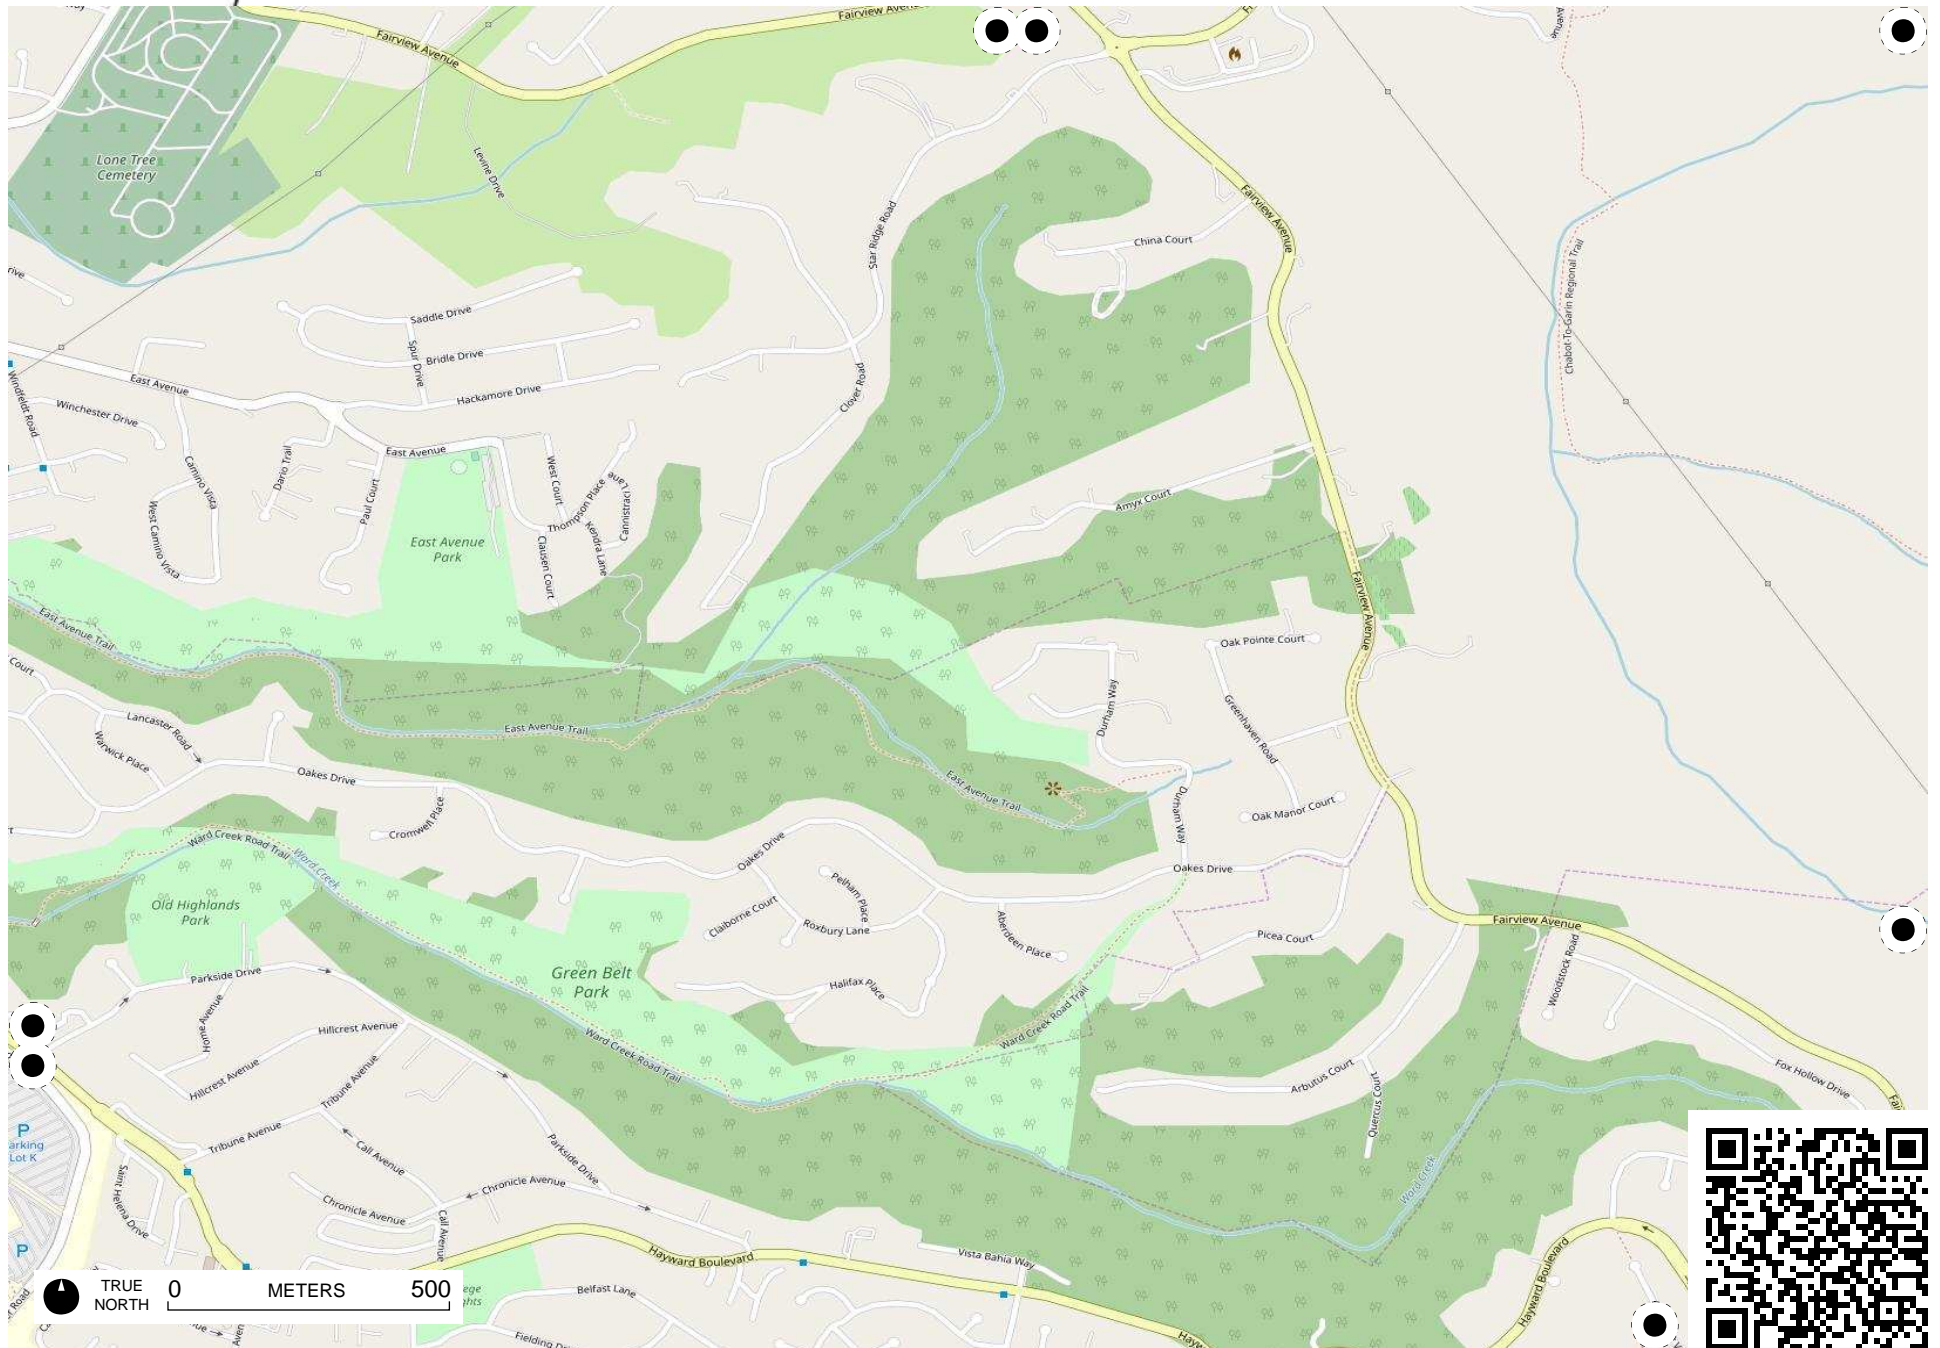 Fairview Avenue
Fairview Avenue
Lone Tree
Cemetery
Levine Drive
Fairview Avenue
Star Ridge Road
China Court
Chabot-To-Garin Regional Trail
Saddle Drive
Spur Drive
Bridle Drive
Hackamore Drive
Clover Road
East Avenue
Windfeldt Road
Winchester Drive
Camino Vista
West Camino Vista
Dario Trail
Paul Court
East Avenue
East Avenue
Park
West Court
Thompson Place
Cannistraci Lane
Kendra Lane
Clausen Court
Amyx Court
Fairview Avenue
Oak Pointe Court
Greenhaven Road
Durham Way
Oak Manor Court
East Avenue Trail
Court
Lancaster Road
Warwick Place
Oakes Drive
East Avenue Trail
East Avenue Trail
Durham Way
Cromwell Place
Oakes Drive
Oakes Drive
Ward Creek Road Trail
Ward Creek
Old Highlands
Park
Pelham Place
Claiborne Court
Roxbury Lane
Aberdeen Place
Picea Court
Fairview Avenue
Woodstock Road
Parkside Drive
Home Avenue
Green Belt
Park
Halifax Place
Ward Creek Road Trail
Hillcrest Avenue
Hillcrest Avenue
Tribune Avenue
Ward Creek Road Trail
Arbutus Court
Quercus Court
Fox Hollow Drive
P
arking
Lot K
Tribune Avenue
Call Avenue
Parkside Drive
Saint Helena Drive
Chronicle Avenue
Chronicle Avenue
Call Avenue
Ward Creek
P
Hayward Boulevard
Vista Bahia Way
Hayward Boulevard
Belfast Lane
TRUE
NORTH
0 METERS 500